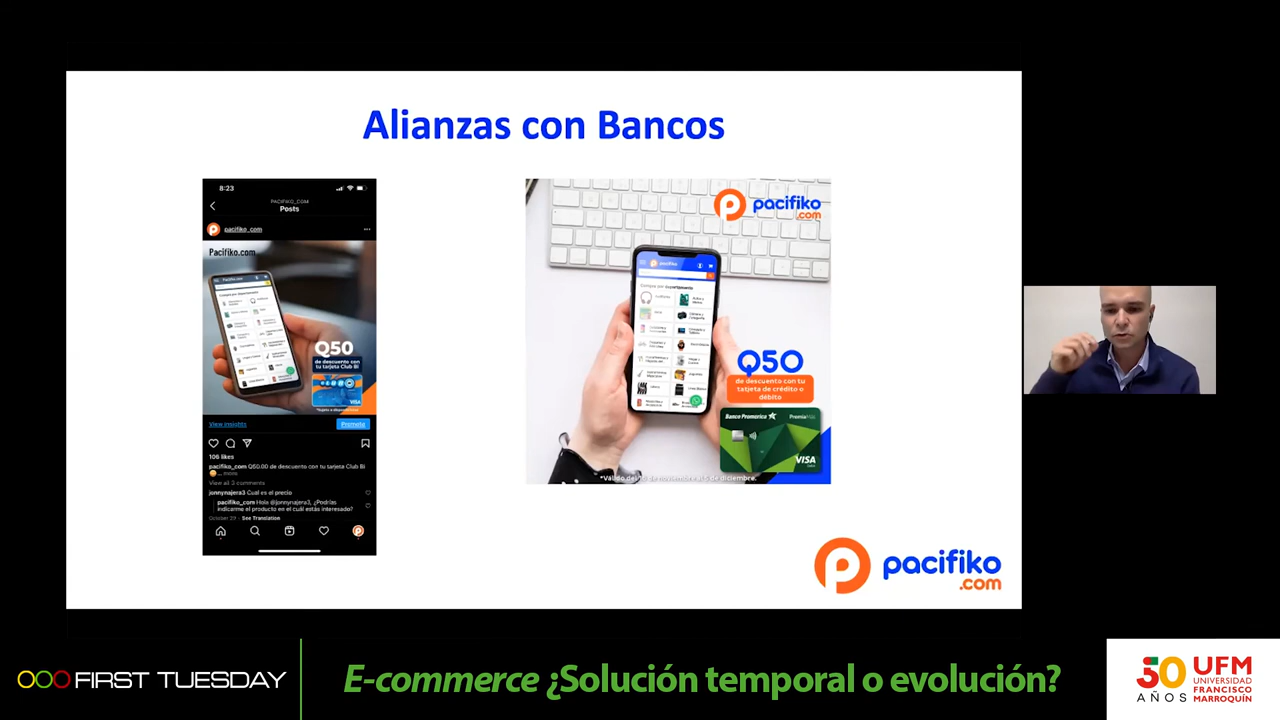 Alianzas con Bancos
8:23
PACIFIKO_COM
Posts
pacifiko_com
Pacifiko.com
Q50
de descuento con
tu tarjeta Club Bi
VISA
View insights
Promote
106 likes
pacifiko_com Q50.00 de descuento con tu tarjeta Club Bi
View all 3 comments
jonnynajera3 Cual es el precio
pacifiko_com Hola @jonnynajera3, ¿Podrías
indicarme el producto en el cuál estás interesado?
October 29 · See Translation
pacifiko
.com
pacifiko
Q50
de descuento con tu
tarjeta de crédito o
débito
Banco Promerica
VISA
pacifiko
.com
FIRST TUESDAY
E-commerce ¿Solución temporal o evolución?
50
AÑOS
UFM
UNIVERSIDAD
FRANCISCO
MARROQUÍN